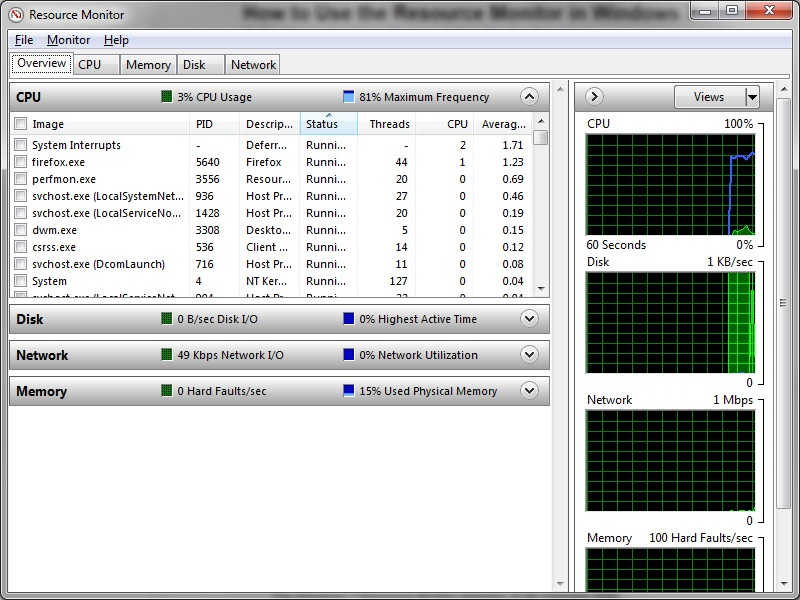 How to Use the Resource Monitor in Windows
Resource Monitor
File Monitor Help
Overview CPU Memory Disk Network
CPU 3% CPU Usage 81% Maximum Frequency
Image PID Descrip... Status Threads CPU Averag...
System Interrupts - Deferr... Runni... - 2 1.71
firefox.exe 5640 Firefox Runni... 44 1 1.23
perfmon.exe 3556 Resour... Runni... 20 0 0.69
svchost.exe (LocalSystemNet... 936 Host Pr... Runni... 27 0 0.46
svchost.exe (LocalServiceNo... 1428 Host Pr... Runni... 20 0 0.19
dwm.exe 3308 Deskto... Runni... 5 0 0.15
csrss.exe 536 Client ... Runni... 14 0 0.12
svchost.exe (DcomLaunch) 716 Host Pr... Runni... 11 0 0.08
System 4 NT Ker... Runni... 127 0 0.04
Disk 0 B/sec Disk I/O 0% Highest Active Time
Network 49 Kbps Network I/O 0% Network Utilization
Memory 0 Hard Faults/sec 15% Used Physical Memory
Views
CPU 100%
60 Seconds 0%
Disk 1 KB/sec
0
Network 1 Mbps
0
Memory 100 Hard Faults/sec